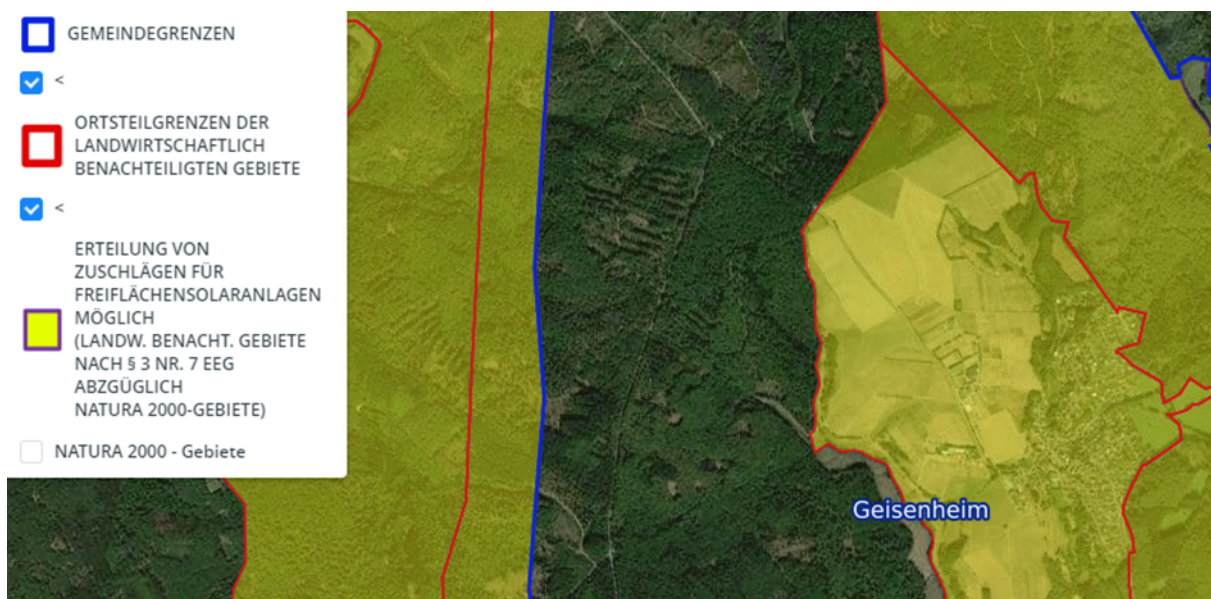 GEMEINDEGRENZEN
<
ORTSTEILGRENZEN DER
LANDWIRTSCHAFTLICH
BENACHTEILIGTEN GEBIETE
<
ERTEILUNG VON
ZUSCHLÄGEN FÜR
FREIFLÄCHENSOLARANLAGEN
MÖGLICH
(LANDW. BENACHT. GEBIETE
NACH § 3 NR. 7 EEG
ABZGÜGLICH
NATURA 2000-GEBIETE)
NATURA 2000 - Gebiete
Geisenheim